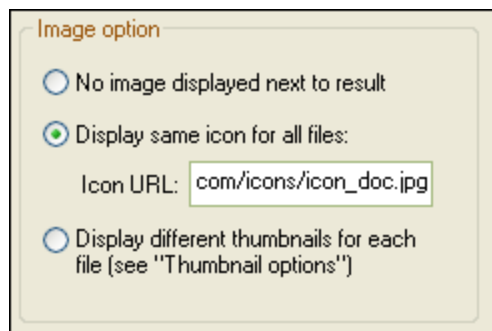 Image option
No image displayed next to result
Display same icon for all files:
Icon URL: com/icons/icon_doc.jpg
Display different thumbnails for each
file (see "Thumbnail options")